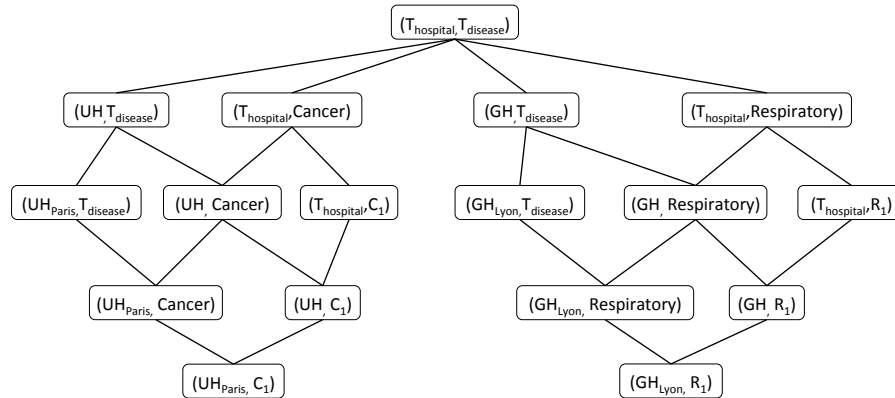 (T_hospital, T_disease)
(UH, T_disease)
(T_hospital, Cancer)
(GH, T_disease)
(T_hospital, Respiratory)
(UH_Paris, T_disease)
(UH, Cancer)
(T_hospital, C_1)
(GH_Lyon, T_disease)
(GH, Respiratory)
(T_hospital, R_1)
(UH_Paris, Cancer)
(UH, C_1)
(GH_Lyon, Respiratory)
(GH, R_1)
(UH_Paris, C_1)
(GH_Lyon, R_1)